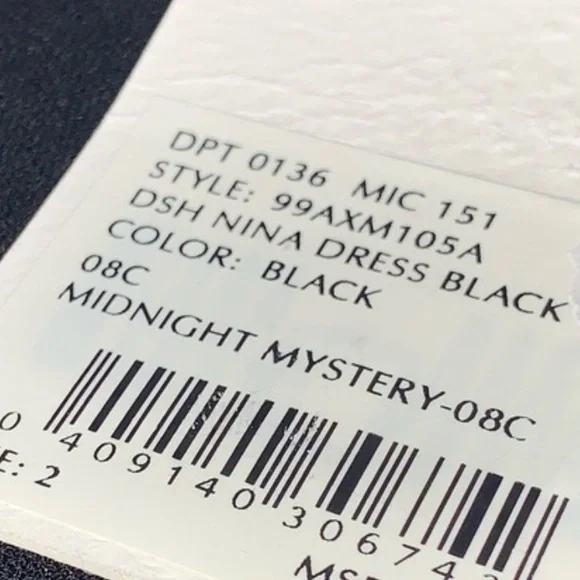 DPT 0136 MIC 151
STYLE: 99AXM105A
DSH NINA DRESS BLACK
COLOR: BLACK
08C
MIDNIGHT MYSTERY-08C
0 409140 30674
E: 2
MS